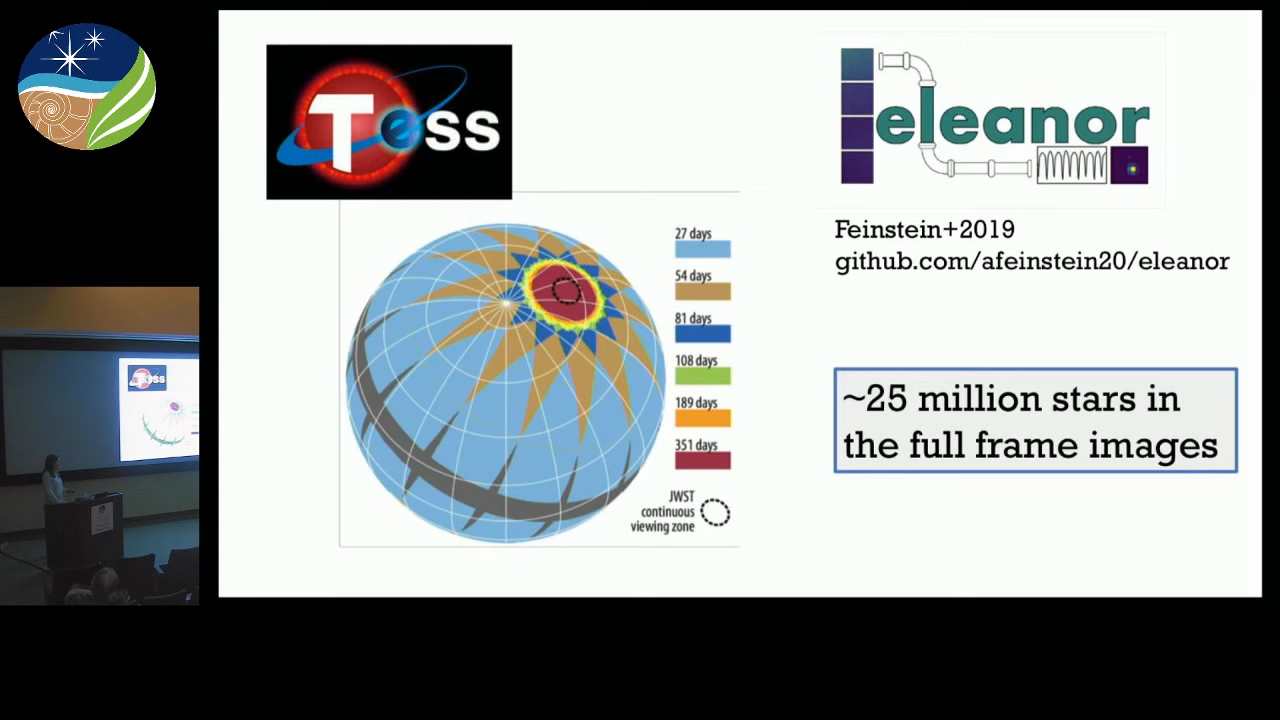 Tess
eleanor
Feinstein+2019
github.com/afeinstein20/eleanor
27 days
54 days
81 days
108 days
189 days
351 days
JWST
continuous
viewing zone
~25 million stars in
the full frame images